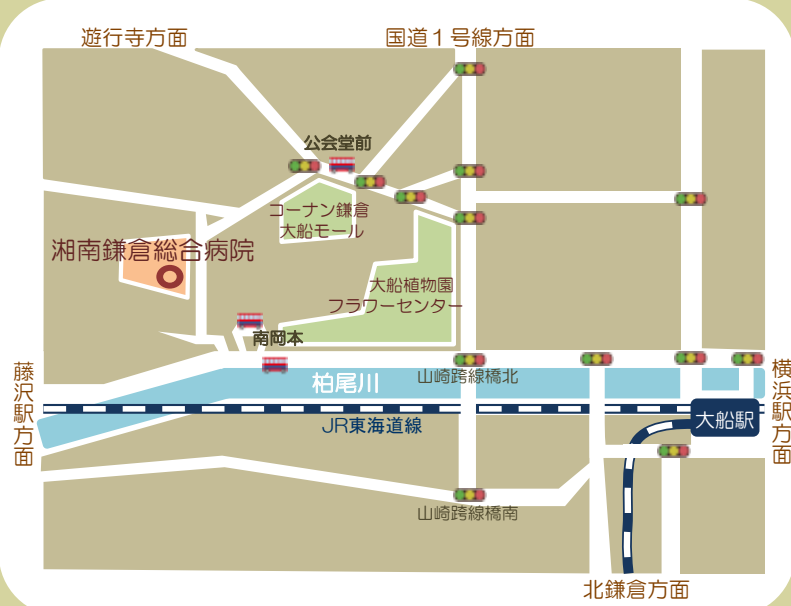 遊行寺方面
国道1号線方面
公会堂前
コーナン鎌倉
大船モール
湘南鎌倉総合病院
大船植物園
フラワーセンター
南岡本
藤沢駅方面
柏尾川
山崎跨線橋北
横浜駅方面
JR東海道線
大船駅
山崎跨線橋南
北鎌倉方面